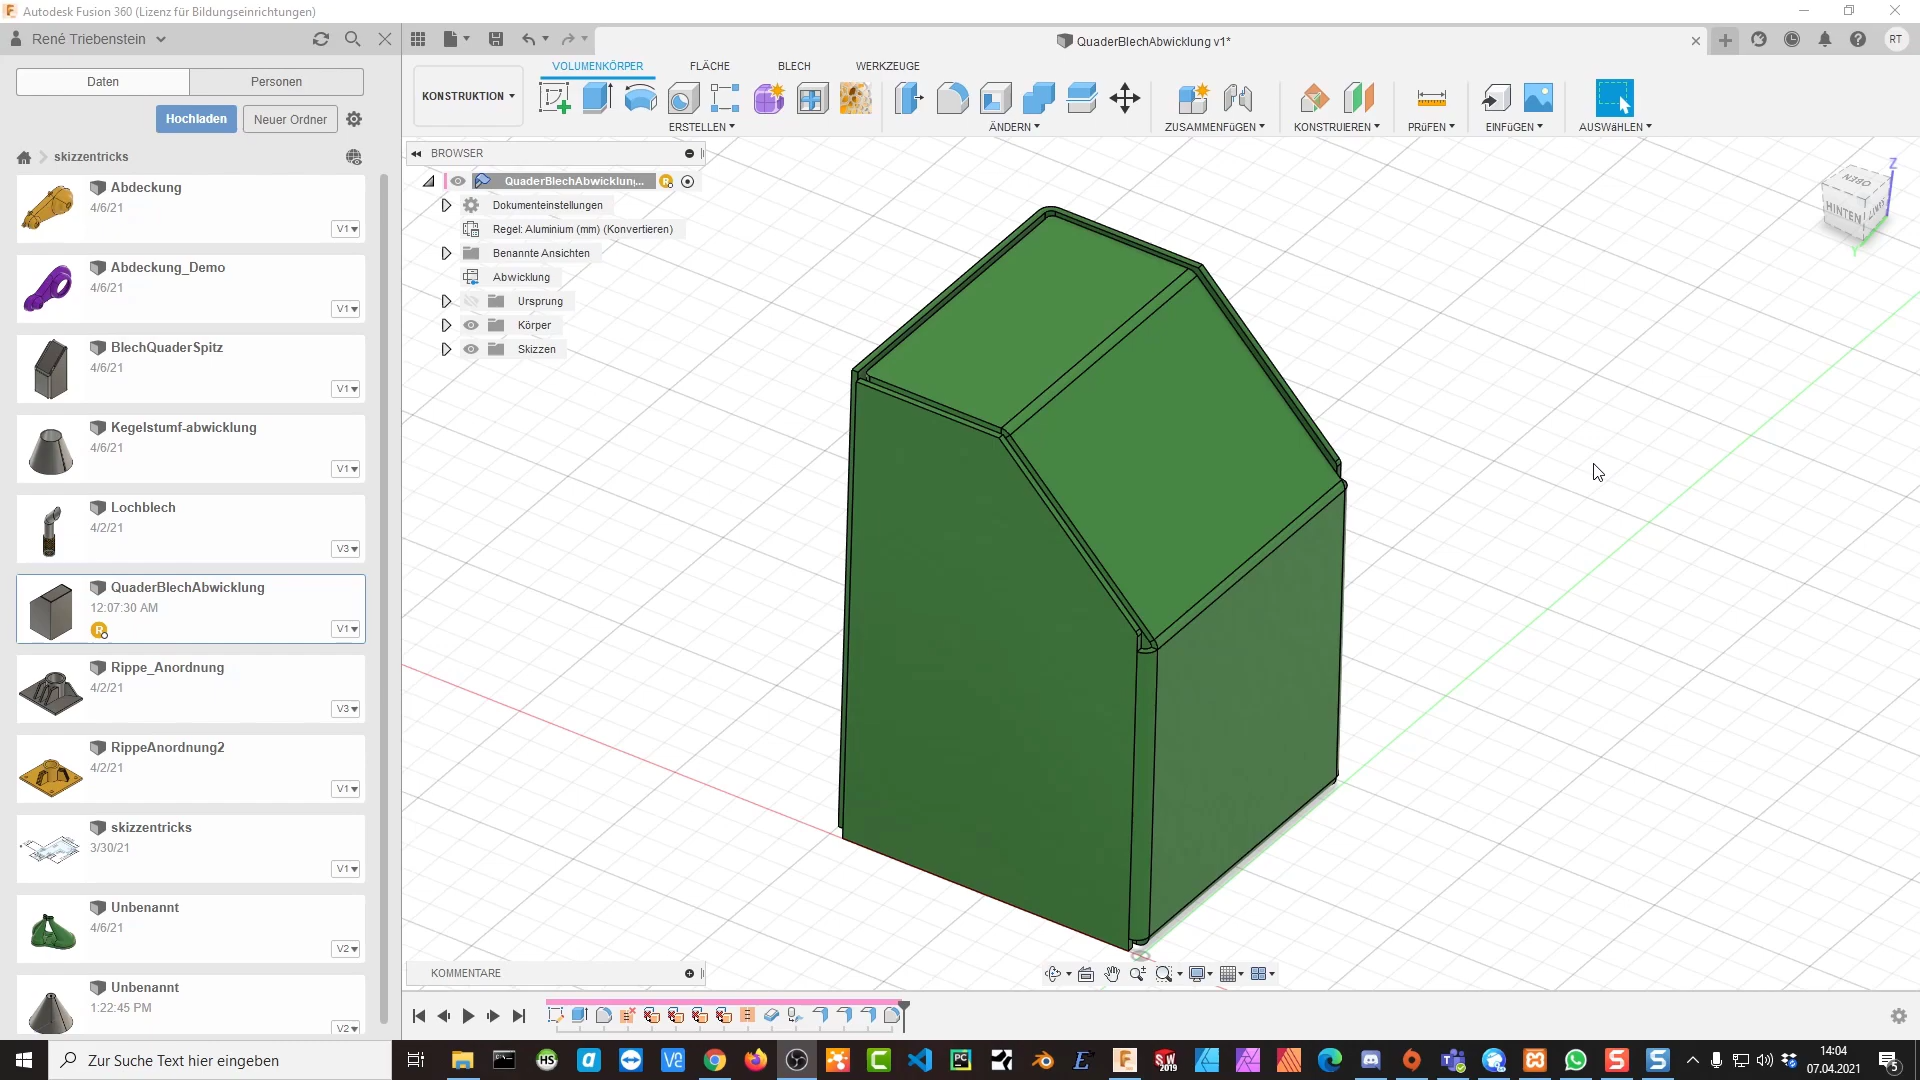 Autodesk Fusion 360 (Lizenz für Bildungseinrichtungen)
René Triebenstein
QuaderBlechAbwicklung v1*
RT
Daten
Personen
Hochladen
Neuer Ordner
skizzentricks
Abdeckung
4/6/21
V1
Abdeckung_Demo
4/6/21
V1
BlechQuaderSpitz
4/6/21
V1
Kegelstumf-abwicklung
4/6/21
V1
Lochblech
4/2/21
V3
QuaderBlechAbwicklung
12:07:30 AM
R
V1
Rippe_Anordnung
4/2/21
V3
RippeAnordnung2
4/2/21
V1
skizzentricks
3/30/21
V1
Unbenannt
4/6/21
V2
Unbenannt
1:22:45 PM
V2
KONSTRUKTION
VOLUMENKÖRPER
FLÄCHE
BLECH
WERKZEUGE
ERSTELLEN
ÄNDERN
ZUSAMMENFüGEN
KONSTRUIEREN
PRüFEN
EINFüGEN
AUSWäHLEN
BROWSER
QuaderBlechAbwicklun...
R
Dokumenteinstellungen
Regel: Aluminium (mm) (Konvertieren)
Benannte Ansichten
Abwicklung
Ursprung
Körper
Skizzen
OBEN
HINTEN
LINKS
Z
Y
KOMMENTARE
Zur Suche Text hier eingeben
14:04
07.04.2021
5